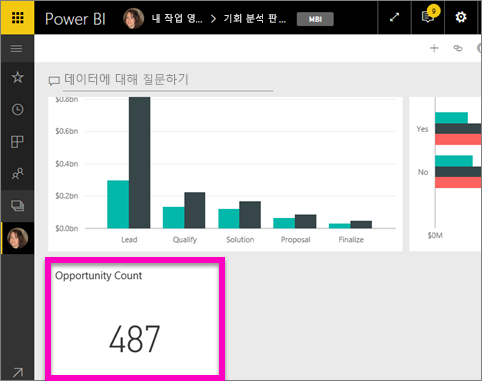 Power BI 내 작업 영... > 기회 분석 판... MBI 9
데이터에 대해 질문하기
$0.8bn
$0.6bn
$0.4bn
$0.2bn
$0.0bn
Lead Qualify Solution Proposal Finalize
Yes
No
$0M
Opportunity Count
487